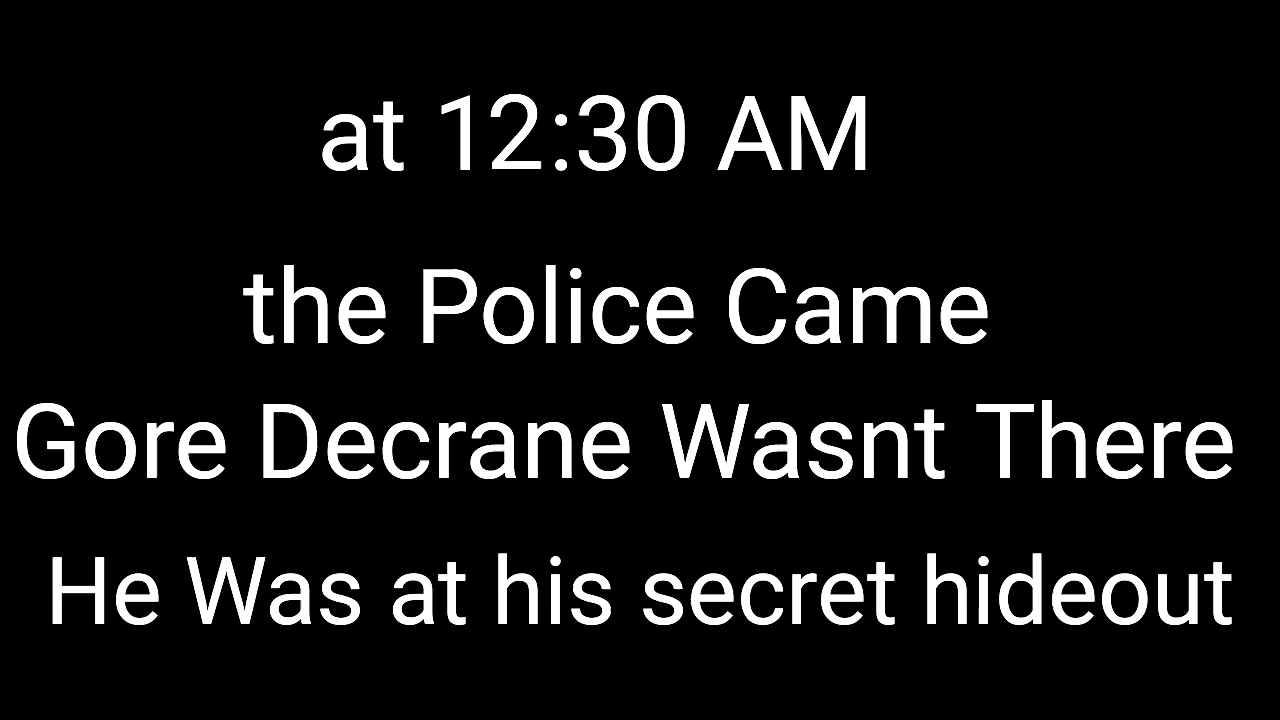 at 12:30 AM
the Police Came
Gore Decrane Wasnt There
He Was at his secret hideout